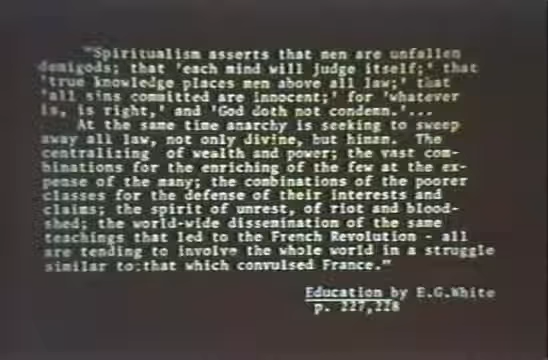 "Spiritualism asserts that men are unfallen
demigods; that 'each mind will judge itself;' that
'true knowledge places men above all law;' that
'all sins committed are innocent;' for 'whatever
is, is right,' and 'God doth not condemn.'...
At the same time anarchy is seeking to sweep
away all law, not only divine, but human. The
centralizing of wealth and power; the vast com-
binations for the enriching of the few at the ex-
pense of the many; the combinations of the poorer
classes for the defense of their interests and
claims; the spirit of unrest, of riot and blood-
shed; the world-wide dissemination of the same
teachings that led to the French Revolution - all
are tending to involve the whole world in a struggle
similar to that which convulsed France."
Education by E.G.White
p. 227,228